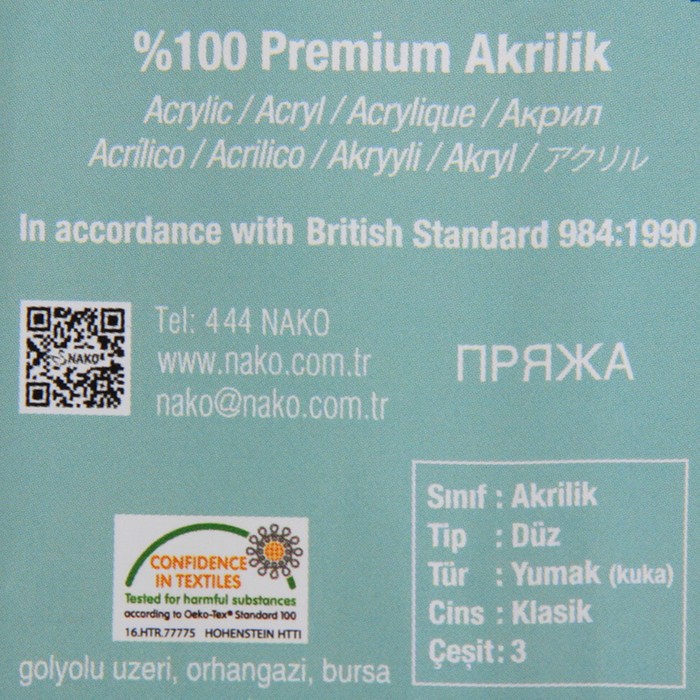 %100 Premium Akrilik
Acrylic / Acryl / Acrylique / Акрил
Acrílico / Acrilico / Akryyli / Akryl / アクリル
In accordance with British Standard 984:1990
NAKO
Tel: 444 NAKO
www.nako.com.tr
nako@nako.com.tr
ПРЯЖА
Sınıf : Akrilik
Tip : Düz
Tür : Yumak (kuka)
Cins : Klasik
Çeşit : 3
CONFIDENCE
IN TEXTILES
Tested for harmful substances
according to Oeko-Tex® Standard 100
16.HTR.77775 HOHENSTEIN HTTI
golyolu uzeri, orhangazi, bursa